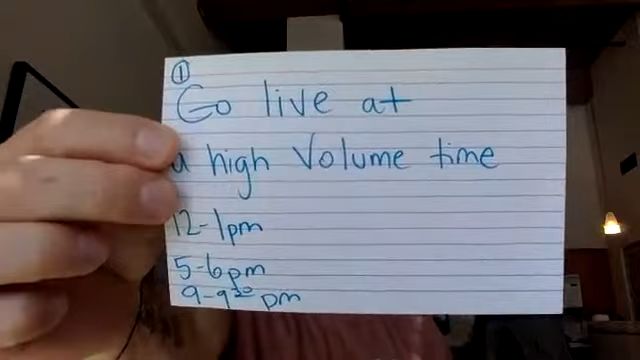 ①
Go live at
a high Volume time
12-1pm
5-6pm
9-9³⁰ pm